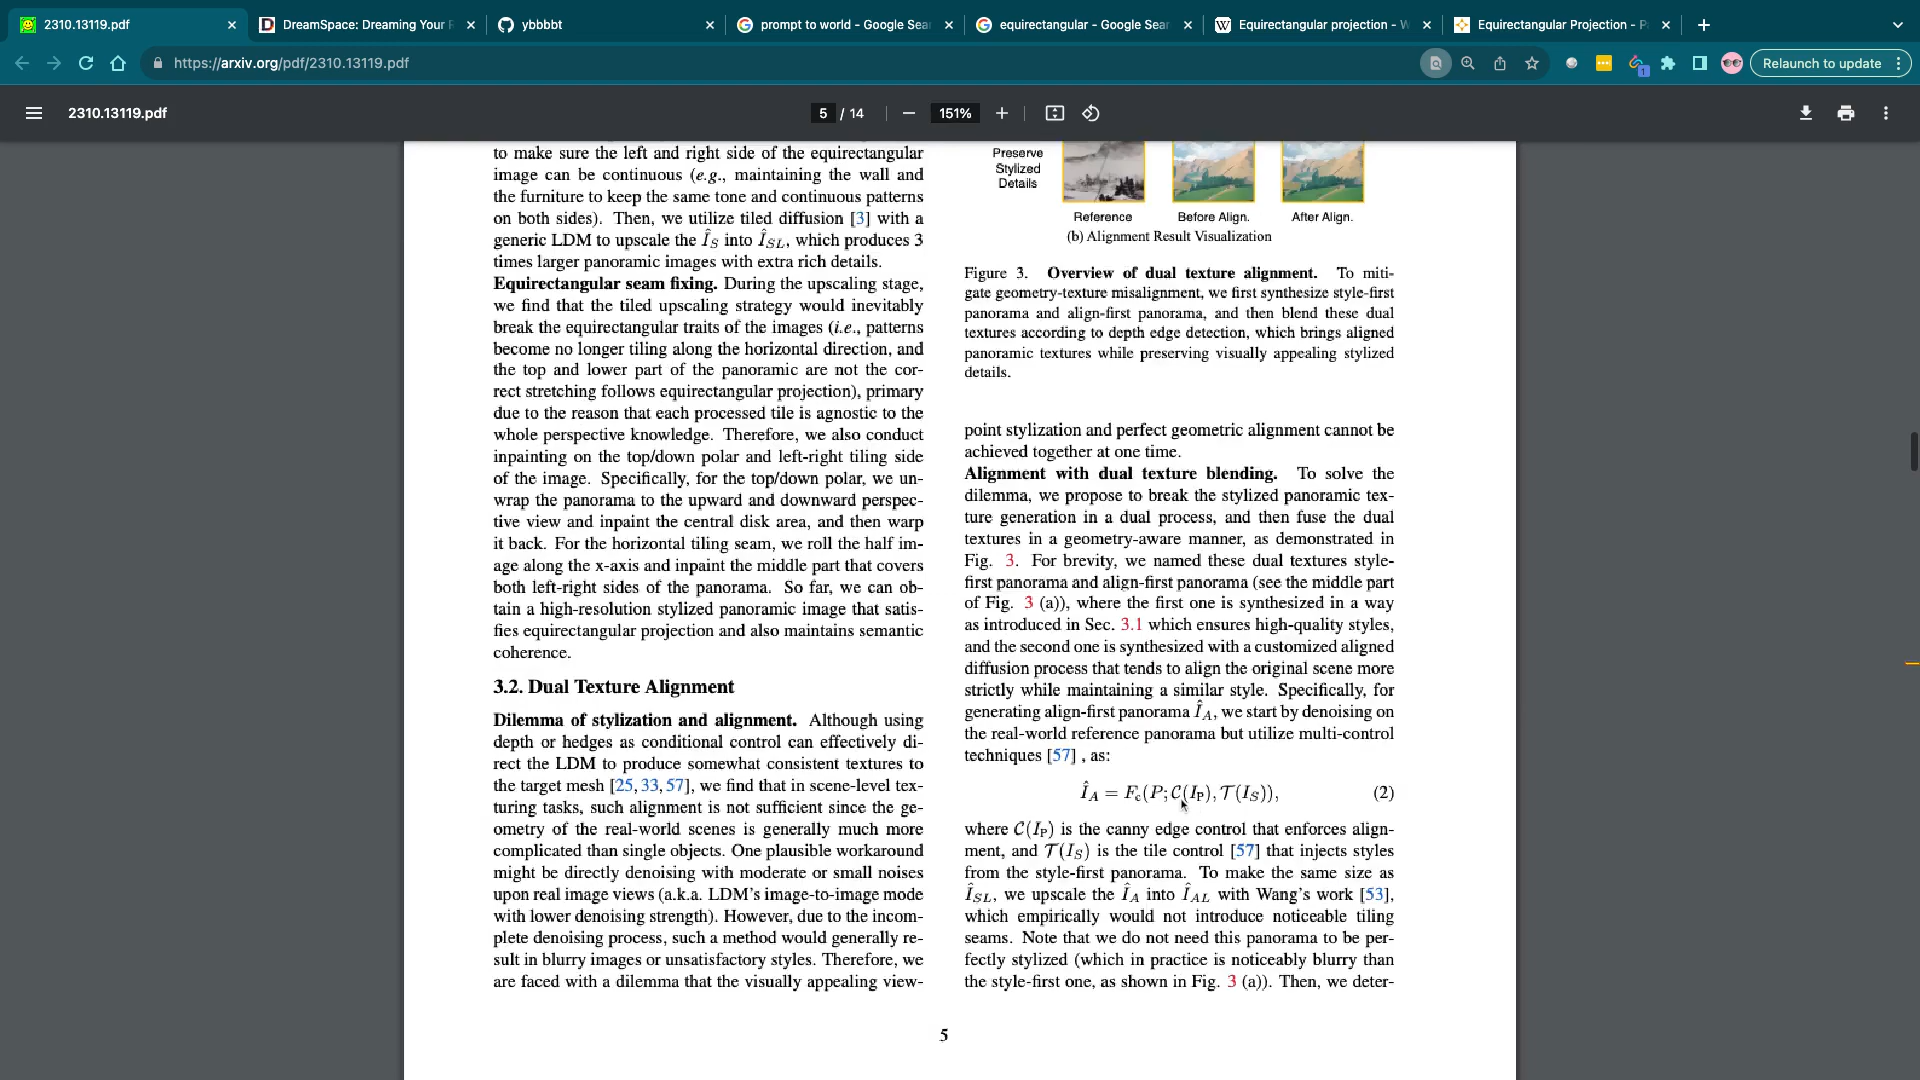 2310.13119.pdf
DreamSpace: Dreaming Your R
ybbbbt
prompt to world - Google Sear
equirectangular - Google Sear
Equirectangular projection - W
Equirectangular Projection - P
https://arxiv.org/pdf/2310.13119.pdf
1
Relaunch to update
2310.13119.pdf
5 / 14
151%
to make sure the left and right side of the equirectangular
image can be continuous (e.g., maintaining the wall and
the furniture to keep the same tone and continuous patterns
on both sides). Then, we utilize tiled diffusion [3] with a
generic LDM to upscale the Î_S into Î_SL, which produces 3
times larger panoramic images with extra rich details.
Equirectangular seam fixing. During the upscaling stage,
we find that the tiled upscaling strategy would inevitably
break the equirectangular traits of the images (i.e., patterns
become no longer tiling along the horizontal direction, and
the top and lower part of the panoramic are not the cor-
rect stretching follows equirectangular projection), primary
due to the reason that each processed tile is agnostic to the
whole perspective knowledge. Therefore, we also conduct
inpainting on the top/down polar and left-right tiling side
of the image. Specifically, for the top/down polar, we un-
wrap the panorama to the upward and downward perspec-
tive view and inpaint the central disk area, and then warp
it back. For the horizontal tiling seam, we roll the half im-
age along the x-axis and inpaint the middle part that covers
both left-right sides of the panorama. So far, we can ob-
tain a high-resolution stylized panoramic image that satis-
fies equirectangular projection and also maintains semantic
coherence.
3.2. Dual Texture Alignment
Dilemma of stylization and alignment. Although using
depth or hedges as conditional control can effectively di-
rect the LDM to produce somewhat consistent textures to
the target mesh [25, 33, 57], we find that in scene-level tex-
turing tasks, such alignment is not sufficient since the ge-
ometry of the real-world scenes is generally much more
complicated than single objects. One plausible workaround
might be directly denoising with moderate or small noises
upon real image views (a.k.a. LDM's image-to-image mode
with lower denoising strength). However, due to the incom-
plete denoising process, such a method would generally re-
sult in blurry images or unsatisfactory styles. Therefore, we
are faced with a dilemma that the visually appealing view-
Preserve
Stylized
Details
Reference
Before Align.
After Align.
(b) Alignment Result Visualization
Figure 3. Overview of dual texture alignment. To miti-
gate geometry-texture misalignment, we first synthesize style-first
panorama and align-first panorama, and then blend these dual
textures according to depth edge detection, which brings aligned
panoramic textures while preserving visually appealing stylized
details.
point stylization and perfect geometric alignment cannot be
achieved together at one time.
Alignment with dual texture blending. To solve the
dilemma, we propose to break the stylized panoramic tex-
ture generation in a dual process, and then fuse the dual
textures in a geometry-aware manner, as demonstrated in
Fig. 3. For brevity, we named these dual textures style-
first panorama and align-first panorama (see the middle part
of Fig. 3 (a)), where the first one is synthesized in a way
as introduced in Sec. 3.1 which ensures high-quality styles,
and the second one is synthesized with a customized aligned
diffusion process that tends to align the original scene more
strictly while maintaining a similar style. Specifically, for
generating align-first panorama Î_A, we start by denoising on
the real-world reference panorama but utilize multi-control
techniques [57] , as:
Î_A = F_c(P; C(I_P), T(I_S)), (2)
where C(I_P) is the canny edge control that enforces align-
ment, and T(I_S) is the tile control [57] that injects styles
from the style-first panorama. To make the same size as
Î_SL, we upscale the Î_A into Î_AL with Wang's work [53],
which empirically would not introduce noticeable tiling
seams. Note that we do not need this panorama to be per-
fectly stylized (which in practice is noticeably blurry than
the style-first one, as shown in Fig. 3 (a)). Then, we deter-
5